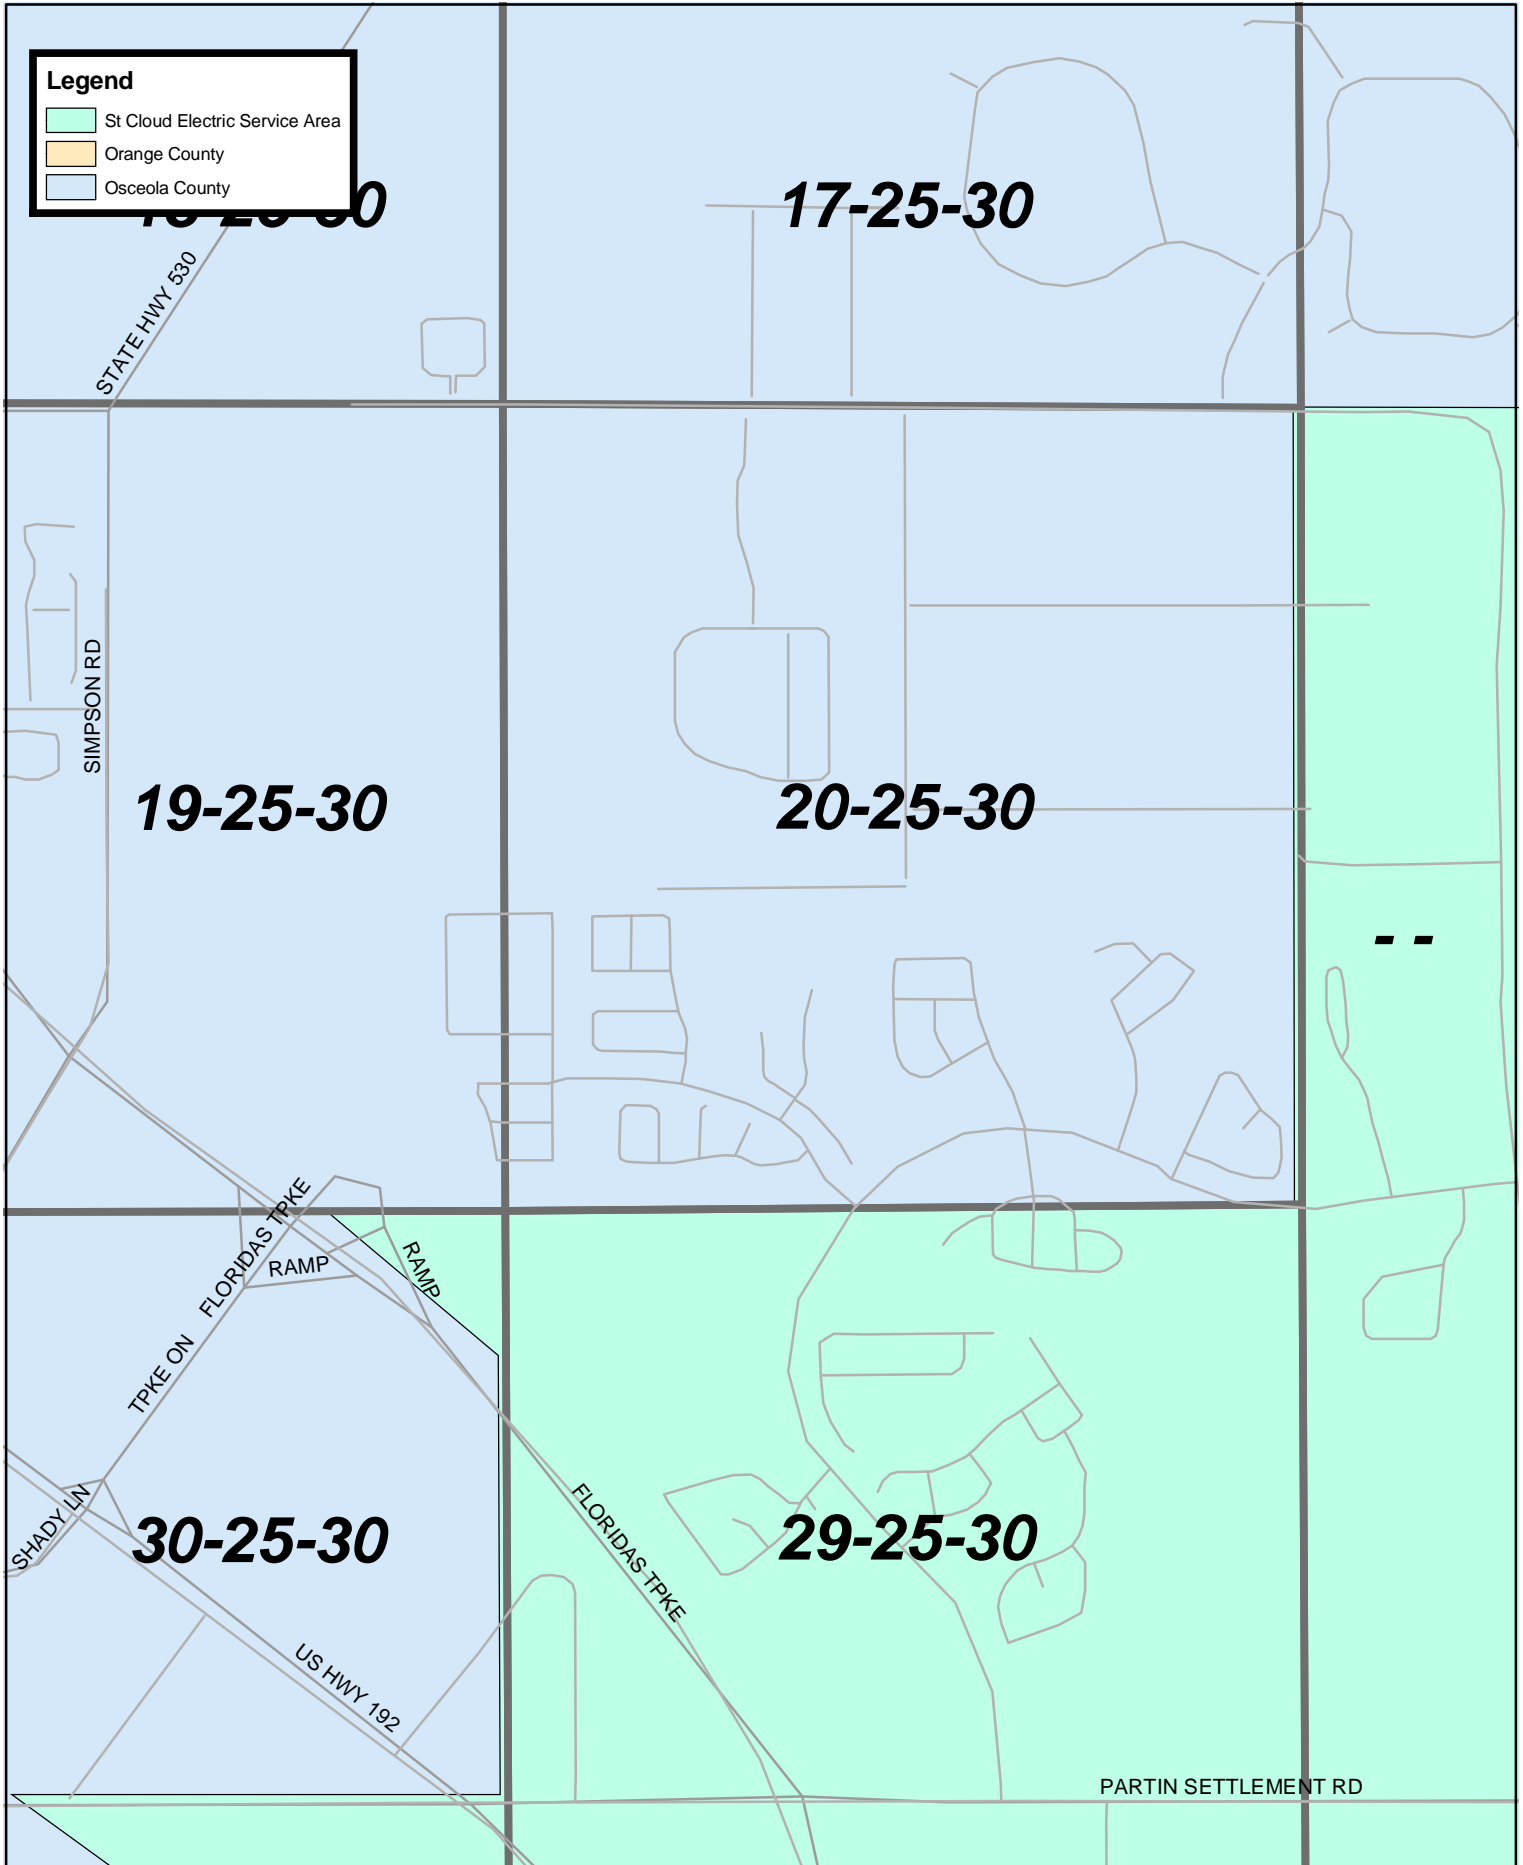 Legend
St Cloud Electric Service Area
Orange County
Osceola County
17-25-30
STATE HWY 530
SIMPSON RD
19-25-30
20-25-30
- -
FLORIDAS TPKE
RAMP
RAMP
TPKE ON
SHADY LN
30-25-30
FLORIDAS TPKE
29-25-30
US HWY 192
PARTIN SETTLEMENT RD